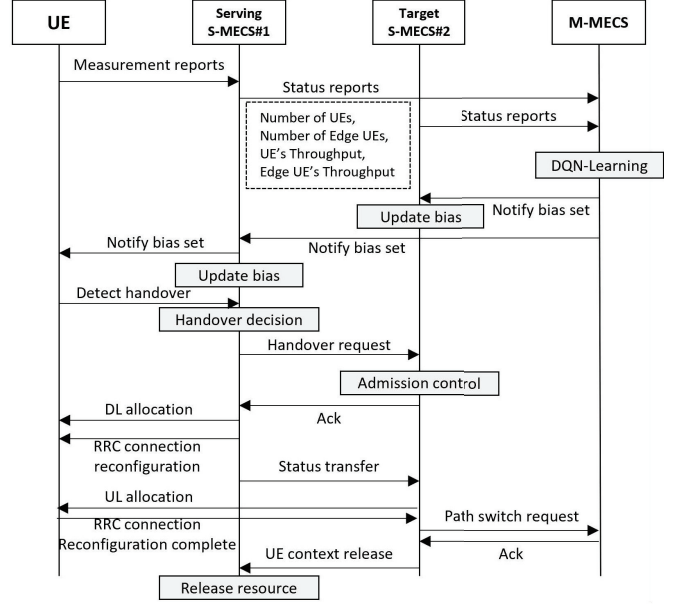 UE
Serving
S-MECS#1
Target
S-MECS#2
M-MECS
Measurement reports
Status reports
Number of UEs,
Number of Edge UEs,
UE's Throughput,
Edge UE's Throughput
Status reports
DQN-Learning
Notify bias set
Update bias
Notify bias set
Notify bias set
Update bias
Detect handover
Handover decision
Handover request
Admission control
Ack
DL allocation
RRC connection
reconfiguration
Status transfer
UL allocation
RRC connection
Reconfiguration complete
Path switch request
Ack
UE context release
Release resource